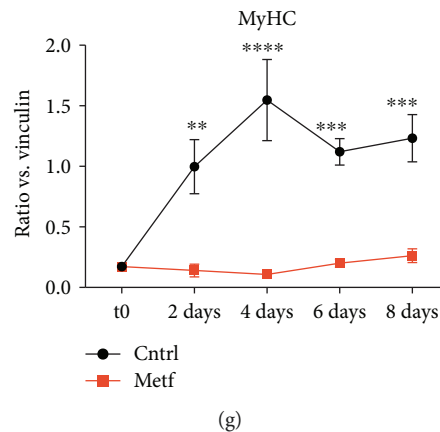 MyHC
Ratio vs. vinculin
2.0
1.5
1.0
0.5
0.0
**
****
***
***
t0 2 days 4 days 6 days 8 days
Cntrl
Metf
(g)